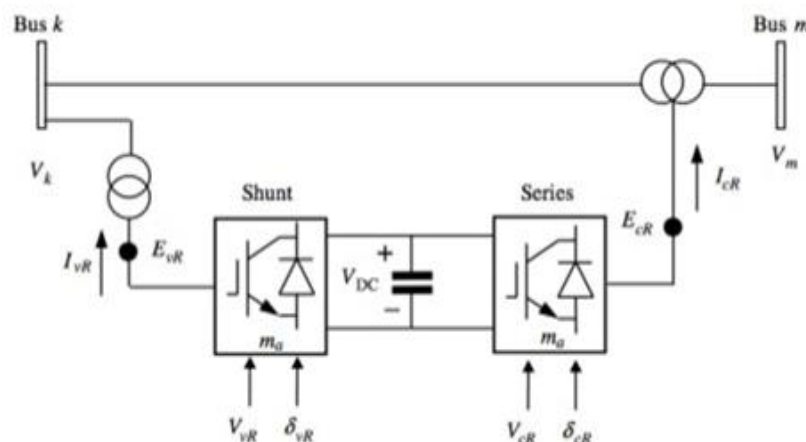 Bus k
Bus m
V_k
V_m
I_cR
Shunt
Series
E_vR
E_cR
I_vR
+
V_DC
−
m_a
m_a
V_vR
δ_vR
V_cR
δ_cR